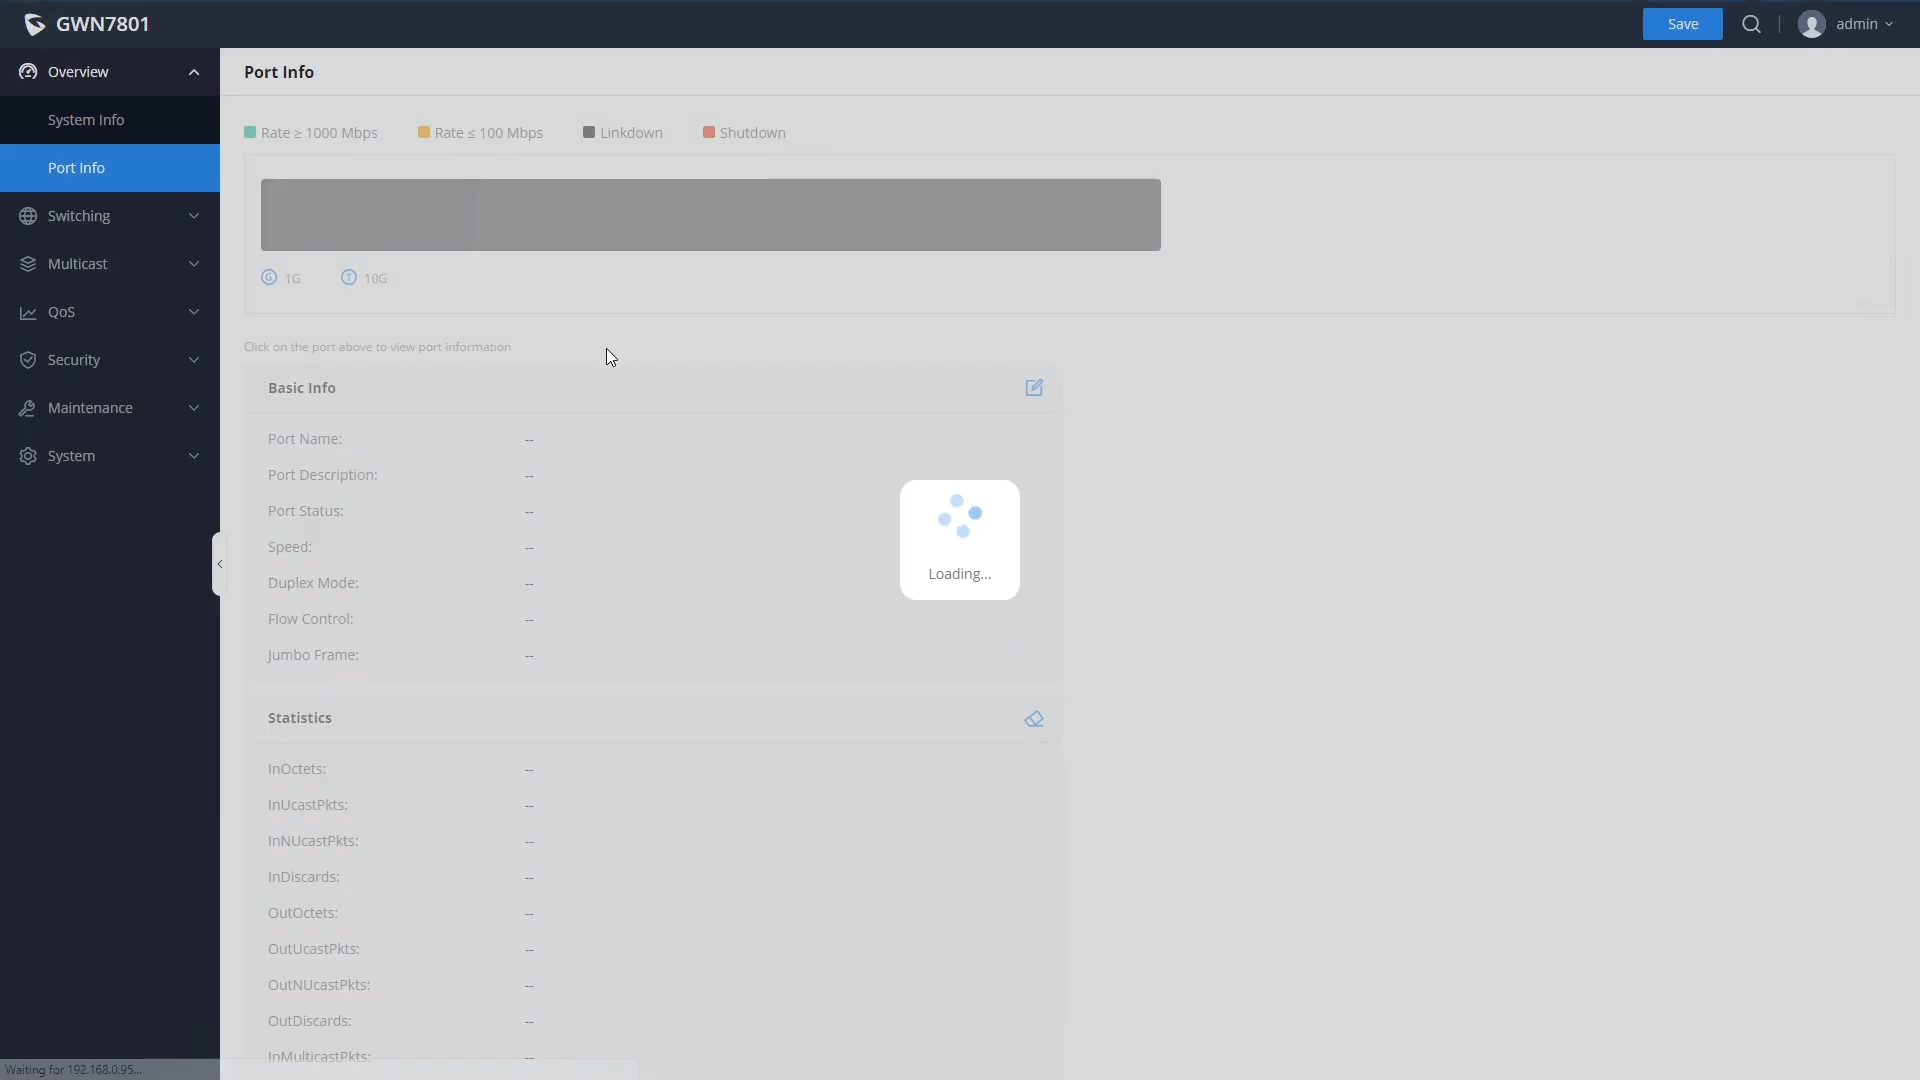 GWN7801
Save
admin
Overview
System Info
Port Info
Switching
Multicast
QoS
Security
Maintenance
System
Port Info
Rate ≥ 1000 Mbps
Rate ≤ 100 Mbps
Linkdown
Shutdown
G 1G
T 10G
Click on the port above to view port information
Basic Info
Port Name: --
Port Description: --
Port Status: --
Speed: --
Duplex Mode: --
Flow Control: --
Jumbo Frame: --
Loading...
Statistics
InOctets: --
InUcastPkts: --
InNUcastPkts: --
InDiscards: --
OutOctets: --
OutUcastPkts: --
OutNUcastPkts: --
OutDiscards: --
InMulticastPkts: --
Waiting for 192.168.0.95...